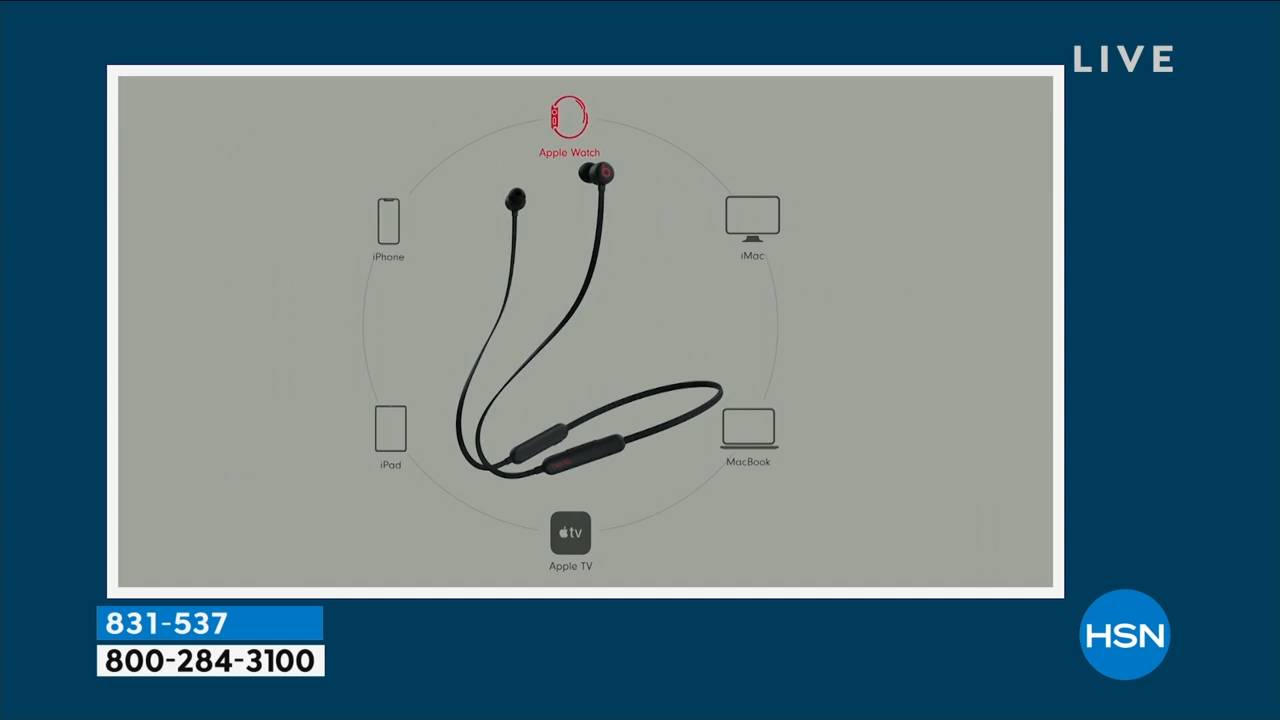 LIVE
Apple Watch
iPhone
iMac
iPad
MacBook
tv
Apple TV
831-537
800-284-3100
HSN